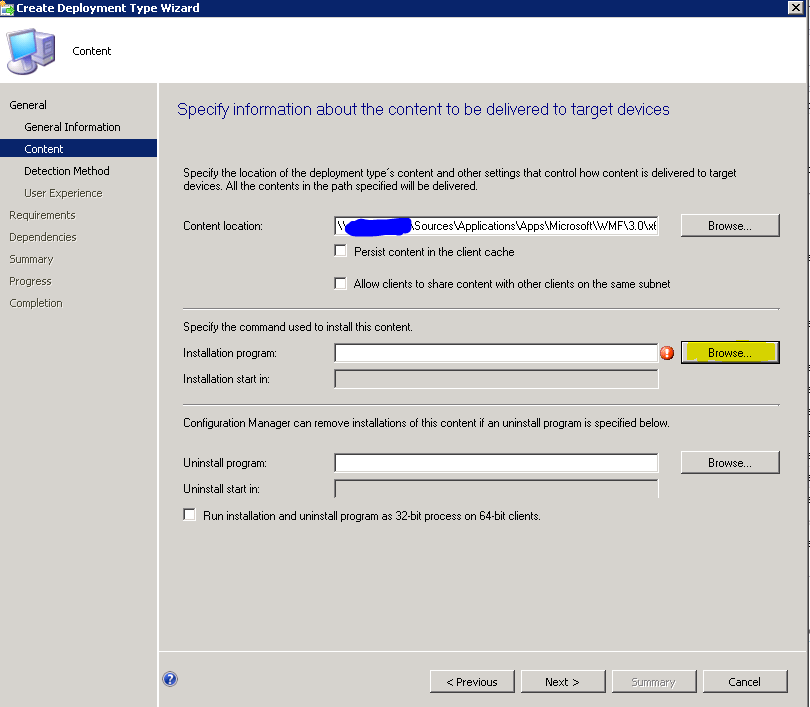 Create Deployment Type Wizard
Content
General
General Information
Content
Detection Method
User Experience
Requirements
Dependencies
Summary
Progress
Completion
Specify information about the content to be delivered to target devices
Specify the location of the deployment type's content and other settings that control how content is delivered to target
devices. All the contents in the path specified will be delivered.
Content location:
\\ \Sources\Applications\Apps\Microsoft\WMF\3.0\x6
Browse...
Persist content in the client cache
Allow clients to share content with other clients on the same subnet
Specify the command used to install this content.
Installation program:
Browse...
Installation start in:
Configuration Manager can remove installations of this content if an uninstall program is specified below.
Uninstall program:
Browse...
Uninstall start in:
Run installation and uninstall program as 32-bit process on 64-bit clients.
< Previous
Next >
Summary
Cancel